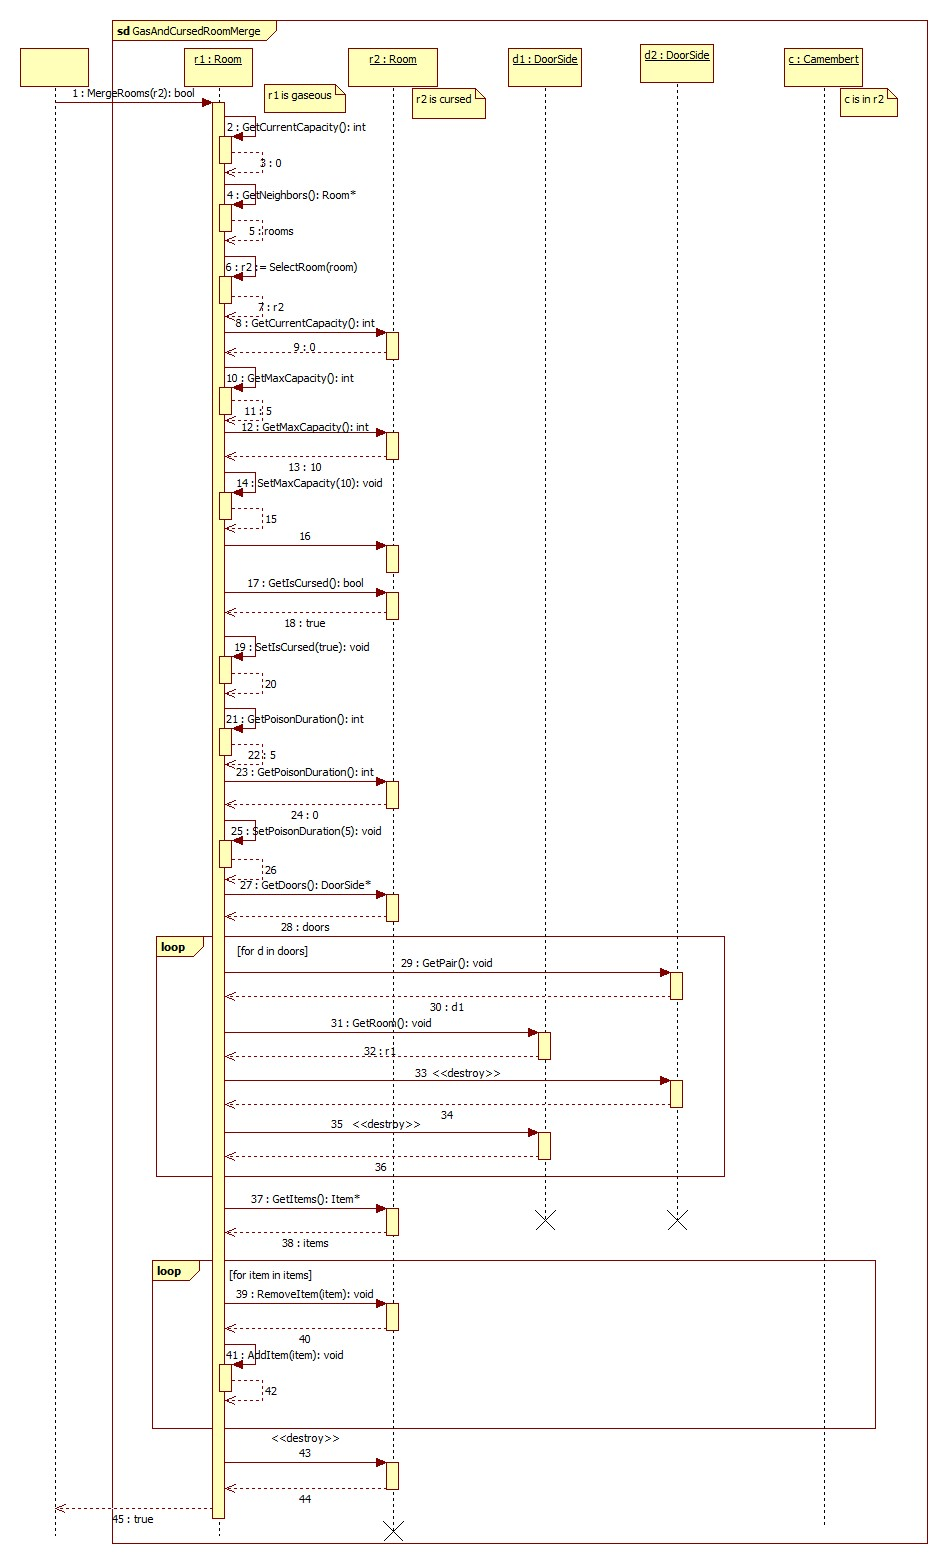 sd GasAndCursedRoomMerge
r1 : Room
r2 : Room
d1 : DoorSide
d2 : DoorSide
c : Camembert
1 : MergeRooms(r2): bool
r1 is gaseous
r2 is cursed
c is in r2
2 : GetCurrentCapacity(): int
3 : 0
4 : GetNeighbors(): Room*
5 : rooms
6 : r2 := SelectRoom(room)
7 : r2
8 : GetCurrentCapacity(): int
9 : 0
10 : GetMaxCapacity(): int
11 : 5
12 : GetMaxCapacity(): int
13 : 10
14 : SetMaxCapacity(10): void
15
16
17 : GetIsCursed(): bool
18 : true
19 : SetIsCursed(true): void
20
21 : GetPoisonDuration(): int
22 : 5
23 : GetPoisonDuration(): int
24 : 0
25 : SetPoisonDuration(5): void
26
27 : GetDoors(): DoorSide*
28 : doors
loop
[for d in doors]
29 : GetPair(): void
30 : d1
31 : GetRoom(): void
32 : r1
33 <<destroy>>
34
35 <<destroy>>
36
37 : GetItems(): Item*
38 : items
loop
[for item in items]
39 : RemoveItem(item): void
40
41 : AddItem(item): void
42
<<destroy>>
43
44
45 : true